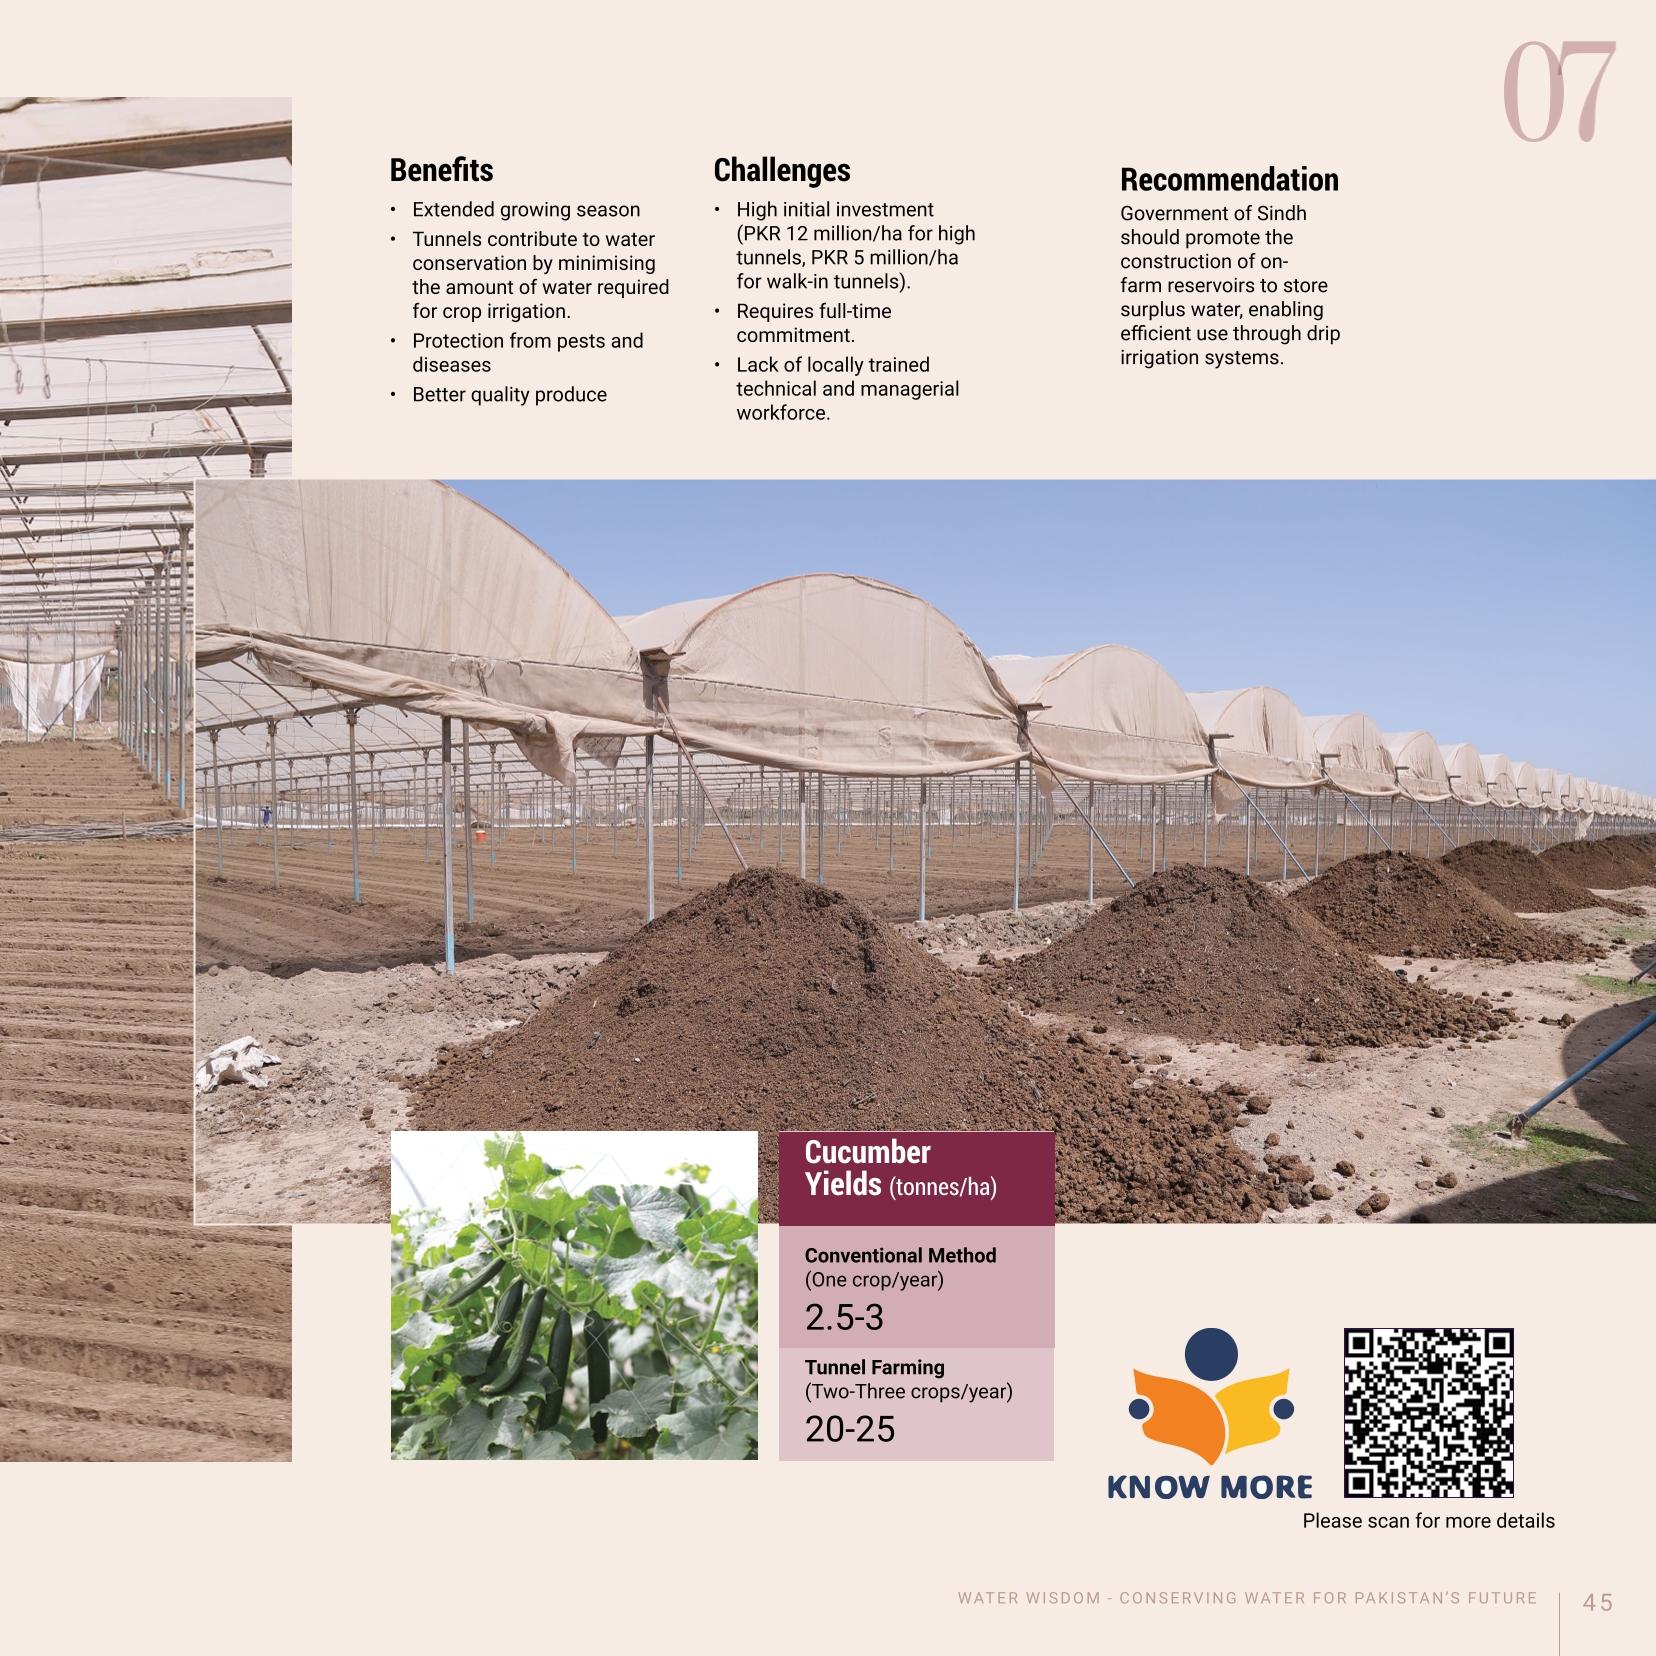 07
Benefits
• Extended growing season
• Tunnels contribute to water
conservation by minimising
the amount of water required
for crop irrigation.
• Protection from pests and
diseases
• Better quality produce
Challenges
• High initial investment
(PKR 12 million/ha for high
tunnels, PKR 5 million/ha
for walk-in tunnels).
• Requires full-time
commitment.
• Lack of locally trained
technical and managerial
workforce.
Recommendation
Government of Sindh
should promote the
construction of on-
farm reservoirs to store
surplus water, enabling
efficient use through drip
irrigation systems.
Cucumber
Yields (tonnes/ha)
Conventional Method
(One crop/year)
2.5-3
Tunnel Farming
(Two-Three crops/year)
20-25
KNOW MORE
Please scan for more details
WATER WISDOM - CONSERVING WATER FOR PAKISTAN'S FUTURE
45